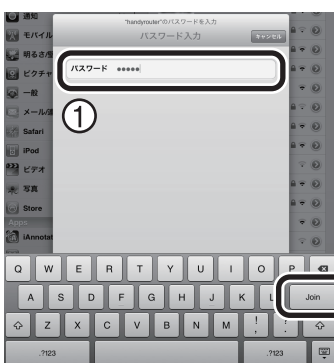 通知
"handyrouter"のパスワードを入力
モバイル
パスワード入力
キャンセル
明るさ/壁
ピクチャ
パスワード ●●●●●
一般
メール/連
①
Safari
iPod
ビデオ
写真
Store
Apps
iAnnotat
Q W E R T Y U I O P
A S D F G H J K L Join
Z X C V B N M ! , ? .
.?123 .?123